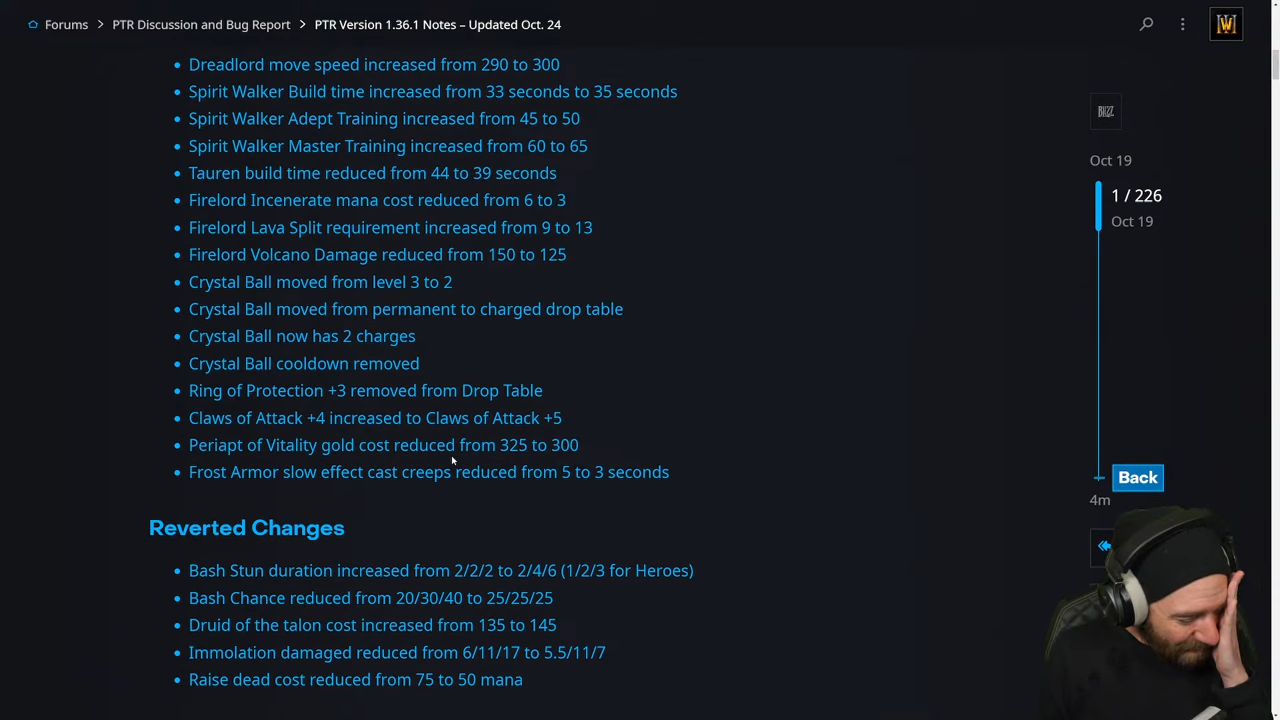 Forums > PTR Discussion and Bug Report > PTR Version 1.36.1 Notes – Updated Oct. 24
Dreadlord move speed increased from 290 to 300
Spirit Walker Build time increased from 33 seconds to 35 seconds
Spirit Walker Adept Training increased from 45 to 50
Spirit Walker Master Training increased from 60 to 65
Tauren build time reduced from 44 to 39 seconds
Firelord Incenerate mana cost reduced from 6 to 3
Firelord Lava Split requirement increased from 9 to 13
Firelord Volcano Damage reduced from 150 to 125
Crystal Ball moved from level 3 to 2
Crystal Ball moved from permanent to charged drop table
Crystal Ball now has 2 charges
Crystal Ball cooldown removed
Ring of Protection +3 removed from Drop Table
Claws of Attack +4 increased to Claws of Attack +5
Periapt of Vitality gold cost reduced from 325 to 300
Frost Armor slow effect cast creeps reduced from 5 to 3 seconds
Reverted Changes
Bash Stun duration increased from 2/2/2 to 2/4/6 (1/2/3 for Heroes)
Bash Chance reduced from 20/30/40 to 25/25/25
Druid of the talon cost increased from 135 to 145
Immolation damaged reduced from 6/11/17 to 5.5/11/7
Raise dead cost reduced from 75 to 50 mana
BLIZZ
Oct 19
1 / 226
Oct 19
Back
4m